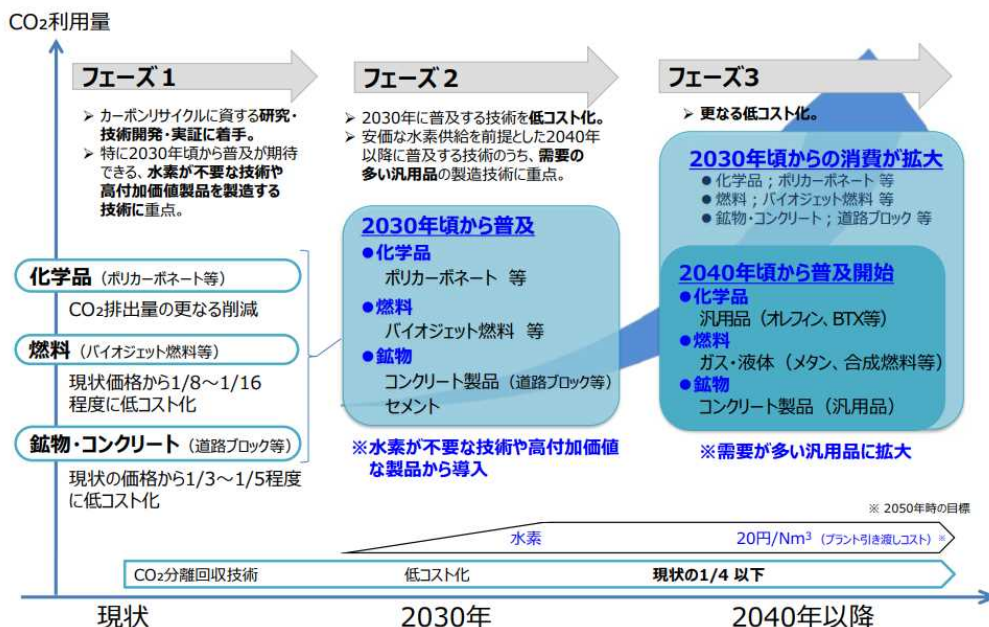 CO₂利用量
フェーズ１
➢ カーボンリサイクルに資する研究・
技術開発・実証に着手。
➢ 特に2030年頃から普及が期待
できる、水素が不要な技術や
高付加価値製品を製造する
技術に重点。
化学品（ポリカーボネート等）
CO₂排出量の更なる削減
燃料（バイオジェット燃料等）
現状価格から1/8～1/16
程度に低コスト化
鉱物・コンクリート（道路ブロック等）
現状の価格から1/3～1/5程度
に低コスト化
フェーズ２
➢ 2030年に普及する技術を低コスト化。
➢ 安価な水素供給を前提とした2040年
以降に普及する技術のうち、需要の
多い汎用品の製造技術に重点。
2030年頃から普及
●化学品
ポリカーボネート 等
●燃料
バイオジェット燃料 等
●鉱物
コンクリート製品（道路ブロック等）
セメント
※水素が不要な技術や高付加価値
な製品から導入
フェーズ3
➢ 更なる低コスト化。
2030年頃からの消費が拡大
● 化学品；ポリカーボネート 等
● 燃料；バイオジェット燃料 等
● 鉱物・コンクリート；道路ブロック 等
2040年頃から普及開始
●化学品
汎用品（オレフィン、BTX等）
●燃料
ガス・液体（メタン、合成燃料等）
●鉱物
コンクリート製品（汎用品）
※需要が多い汎用品に拡大
※ 2050年時の目標
水素 20円/Nm³（プラント引き渡しコスト）※
CO₂分離回収技術 低コスト化 現状の1/4 以下
現状 2030年 2040年以降